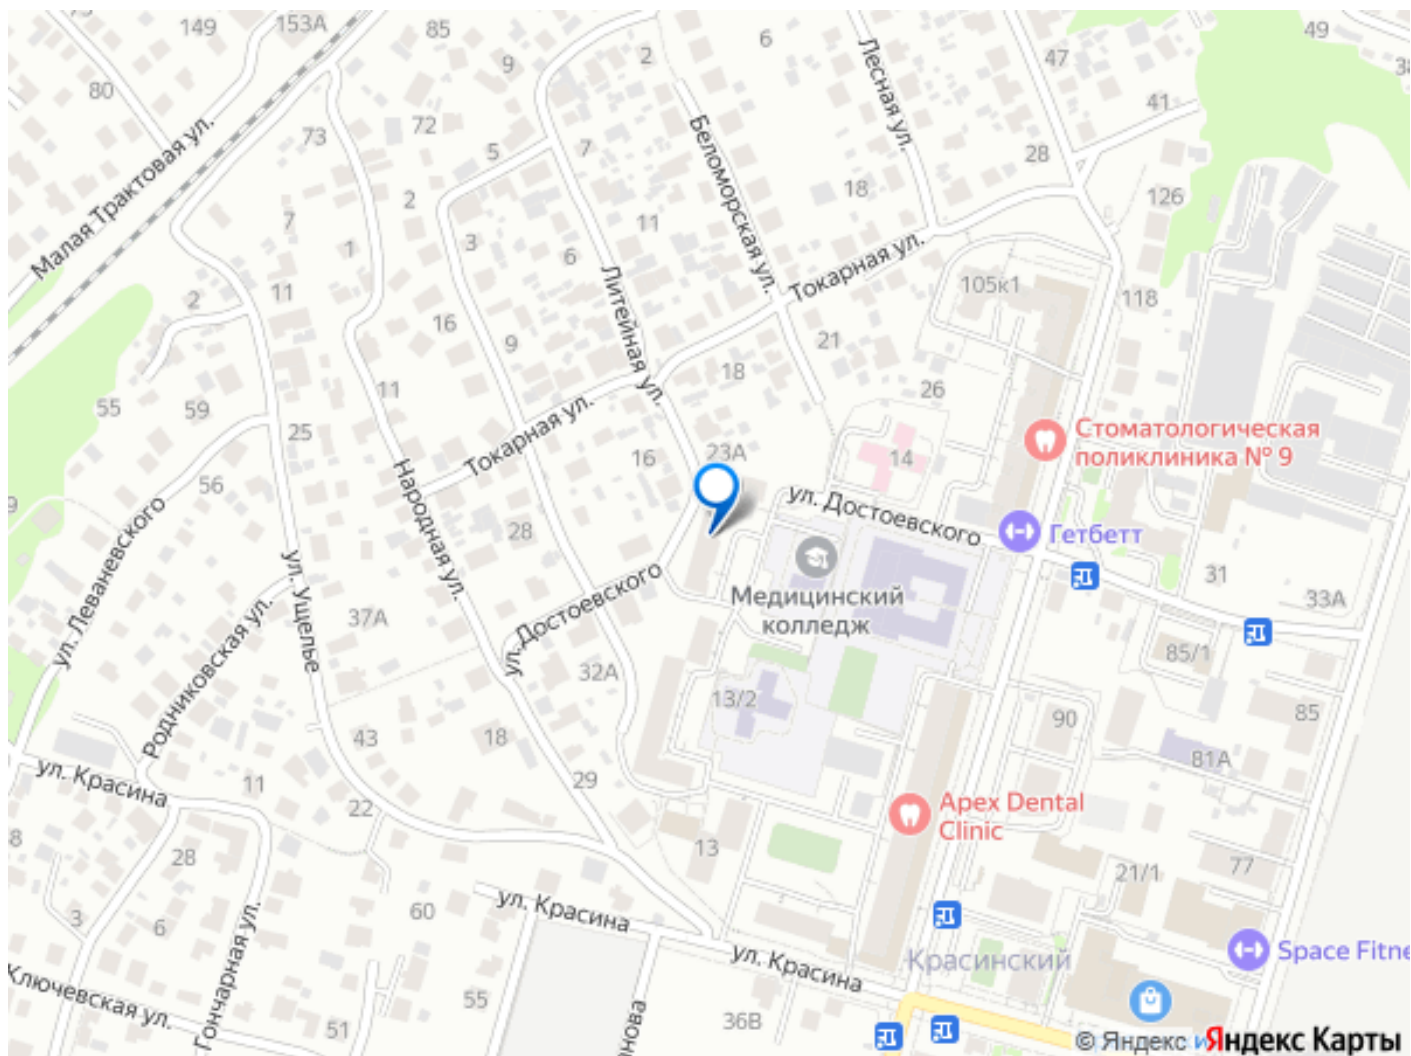 149
153А
85
6
2
9
47
49
38
80
73
72
5
7
41
28
Малая Трактовая ул.
Беломорская ул.
Лесная ул.
18
126
2
7
1
3
11
6
11
2
16
9
Литейная ул.
Токарная ул.
105к1
118
21
18
26
11
55
59
25
Токарная ул.
23А
16
14
Стоматологическая
поликлиника № 9
56
Народная ул.
28
ул. Достоевского
Гетбетт
ул. Леваневского
ул. Ущелье
37А
ул. Достоевского
Медицинский
колледж
31
33А
Родниковская ул.
32А
13/2
85/1
85
90
81А
43
18
29
ул. Красина
11
22
Apex Dental
Clinic
28
13
21/1
77
3
6
60
ул. Красина
ул. Красина
Красинский
Space Fitne
Ключевская ул.
Гончарная ул.
51
55
анова
36В
© Яндекс Яндекс Карты